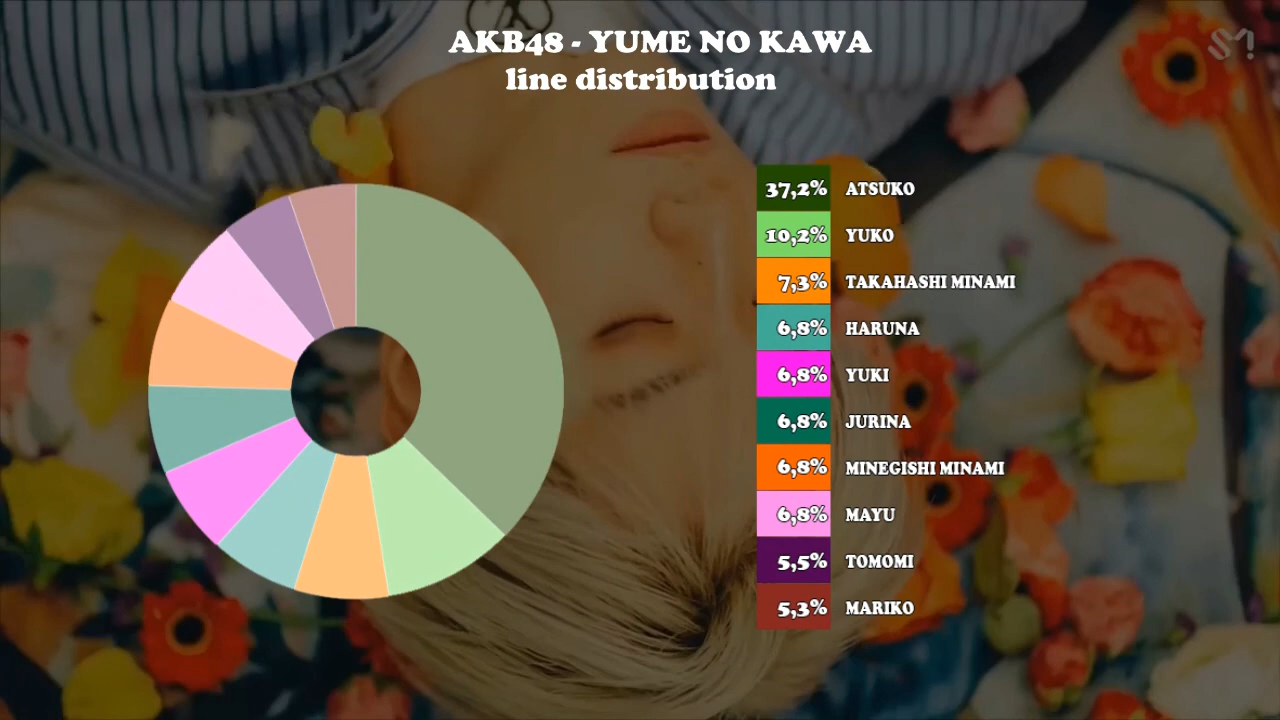 AKB48 - YUME NO KAWA
line distribution
SM!
37,2% ATSUKO
10,2% YUKO
7,3% TAKAHASHI MINAMI
6,8% HARUNA
6,8% YUKI
6,8% JURINA
6,8% MINEGISHI MINAMI
6,8% MAYU
5,5% TOMOMI
5,3% MARIKO